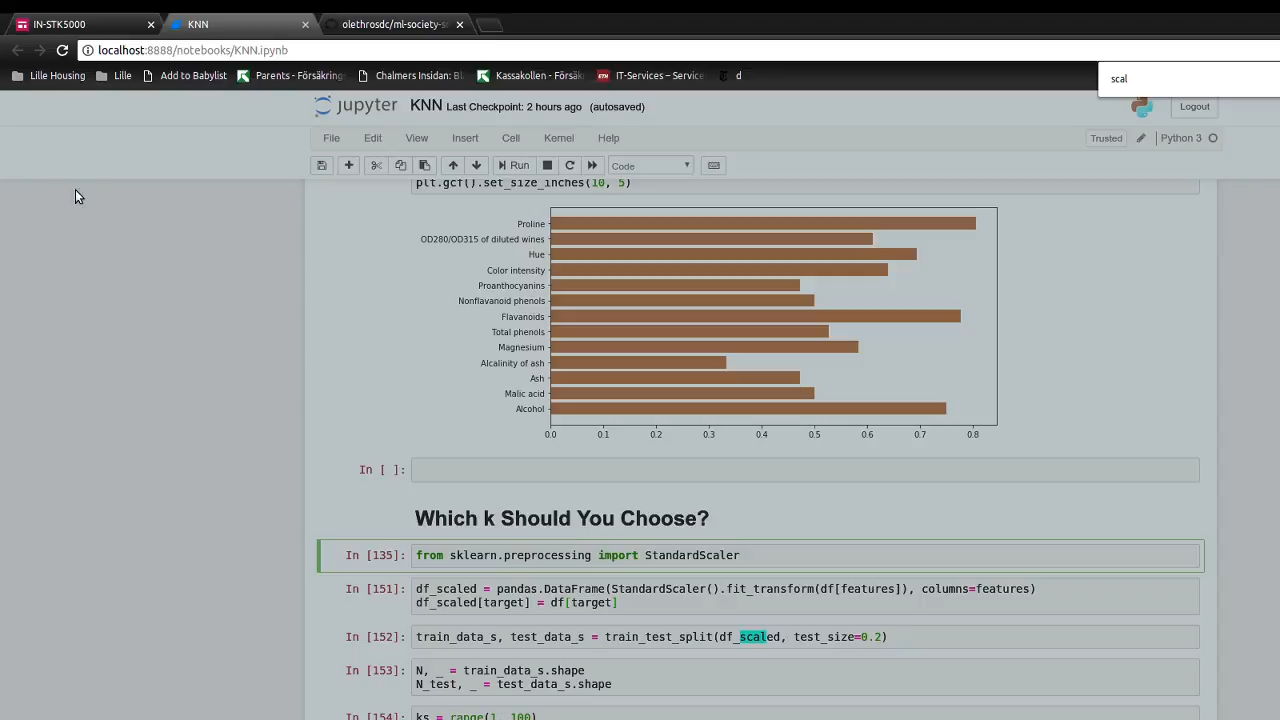 IN-STK5000
KNN
olethrosdc/ml-society-s
localhost:8888/notebooks/KNN.ipynb
Lille Housing
Lille
Add to Babylist
Parents - Försäkring
Chalmers Insidan: Bl
Kassakollen - Försäk
IT-Services – Service
d
scal
jupyter
KNN Last Checkpoint: 2 hours ago (autosaved)
Logout
File Edit View Insert Cell Kernel Help
Trusted
Python 3
Run
Code
plt.gcf().set_size_inches(10, 5)
Proline
OD280/OD315 of diluted wines
Hue
Color intensity
Proanthocyanins
Nonflavanoid phenols
Flavanoids
Total phenols
Magnesium
Alcalinity of ash
Ash
Malic acid
Alcohol
0.0 0.1 0.2 0.3 0.4 0.5 0.6 0.7 0.8
In [ ]:
Which k Should You Choose?
In [135]: from sklearn.preprocessing import StandardScaler
In [151]: df_scaled = pandas.DataFrame(StandardScaler().fit_transform(df[features]), columns=features)
df_scaled[target] = df[target]
In [152]: train_data_s, test_data_s = train_test_split(df_scaled, test_size=0.2)
In [153]: N, _ = train_data_s.shape
N_test, _ = test_data_s.shape
In [154]: ks = range(1, 100)